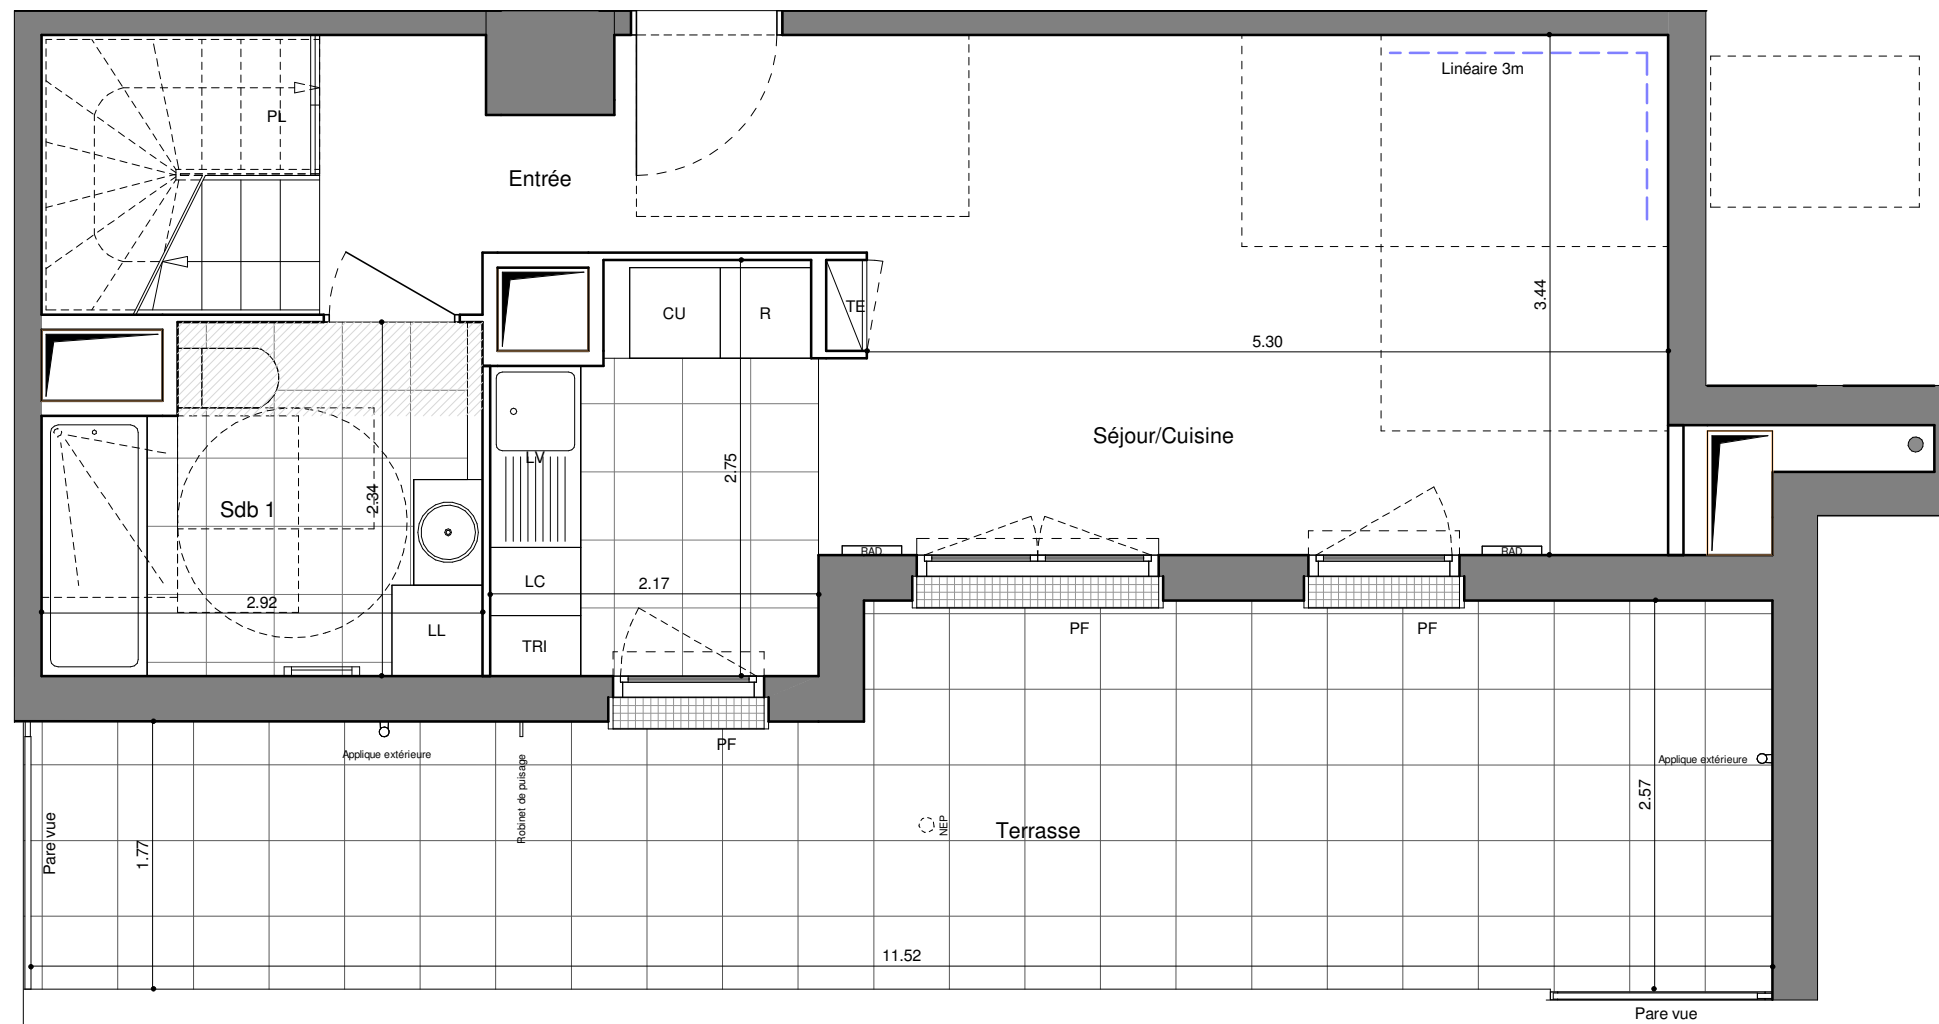 Linéaire 3m
PL
Entrée
3.44
CU
R
TE
5.30
Séjour/Cuisine
LV
2.75
2.34
Sdb 1
RAD
RAD
LC
2.17
2.92
LL
TRI
PF
PF
PF
Applique extérieure
Robinet de puisage
Applique extérieure
2.57
NEP
Terrasse
Pare vue
1.77
11.52
Pare vue